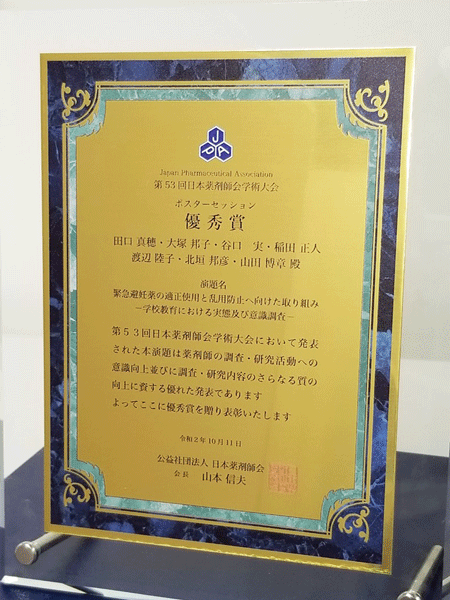 JPA
Japan Pharmaceutical Association
第53回日本薬剤師会学術大会
ポスターセッション
優秀賞
田口 真穂・大塚 邦子・谷口 実・稲田 正人
渡辺 陸子・北垣 邦彦・山田 博章 殿
演題名
緊急避妊薬の適正使用と乱用防止へ向けた取り組み
－学校教育における実態及び意識調査－
第53回日本薬剤師会学術大会において発表
された本演題は薬剤師の調査・研究活動への
意識向上並びに調査・研究内容のさらなる質の
向上に資する優れた発表であります
よってここに優秀賞を贈り表彰いたします
令和2年10月11日
公益社団法人 日本薬剤師会
会長 山本 信夫